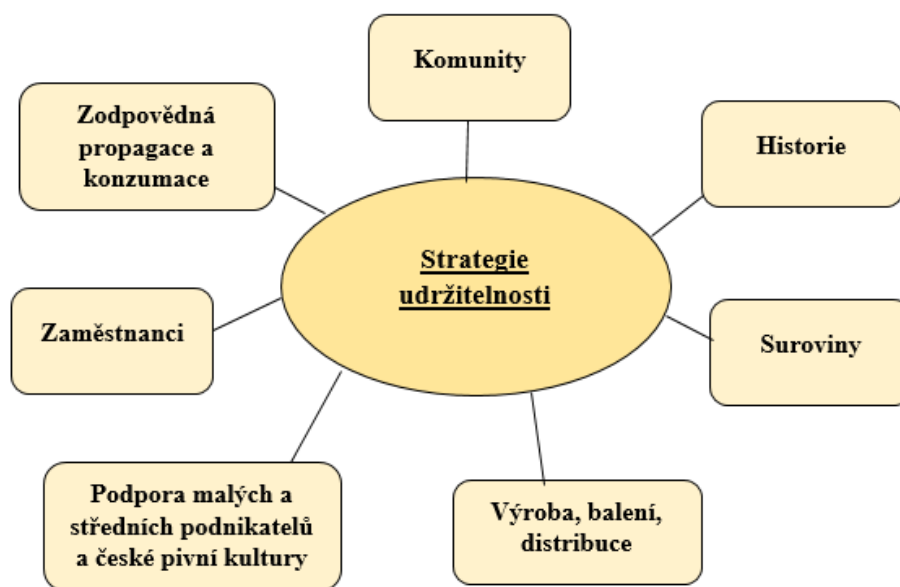 Komunity
Zodpovědná
propagace a
konzumace
Historie
Strategie
udržitelnosti
Zaměstnanci
Suroviny
Podpora malých a
středních podnikatelů
a české pivní kultury
Výroba, balení,
distribuce